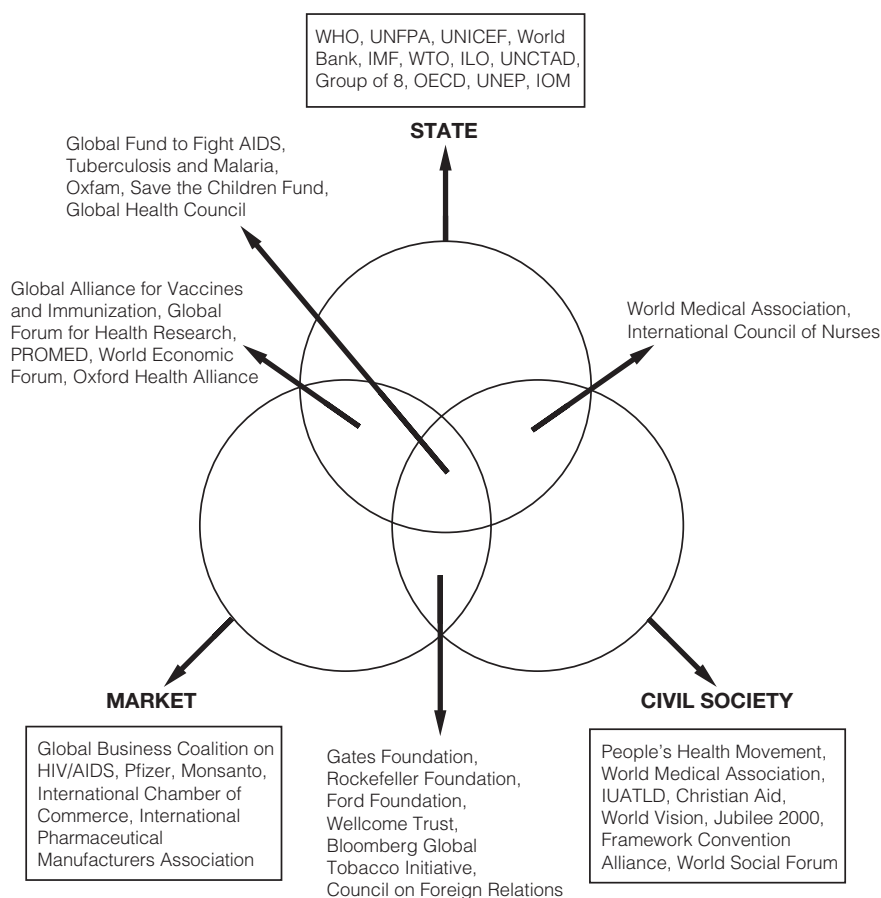 WHO, UNFPA, UNICEF, World
Bank, IMF, WTO, ILO, UNCTAD,
Group of 8, OECD, UNEP, IOM
STATE
Global Fund to Fight AIDS,
Tuberculosis and Malaria,
Oxfam, Save the Children Fund,
Global Health Council
Global Alliance for Vaccines
and Immunization, Global
Forum for Health Research,
PROMED, World Economic
Forum, Oxford Health Alliance
World Medical Association,
International Council of Nurses
MARKET
Global Business Coalition on
HIV/AIDS, Pfizer, Monsanto,
International Chamber of
Commerce, International
Pharmaceutical
Manufacturers Association
Gates Foundation,
Rockefeller Foundation,
Ford Foundation,
Wellcome Trust,
Bloomberg Global
Tobacco Initiative,
Council on Foreign Relations
CIVIL SOCIETY
People's Health Movement,
World Medical Association,
IUATLD, Christian Aid,
World Vision, Jubilee 2000,
Framework Convention
Alliance, World Social Forum